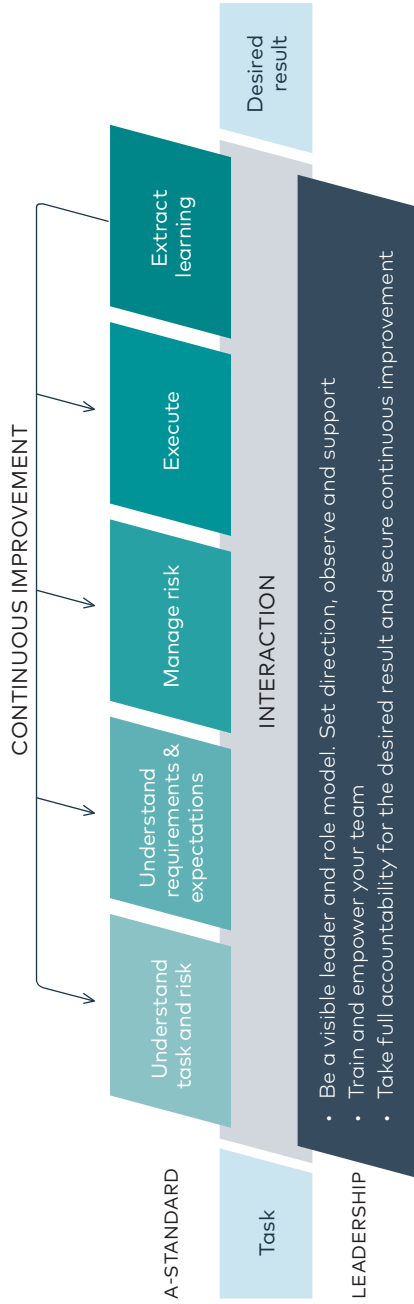 CONTINUOUS IMPROVEMENT
A-STANDARD
Understand
task and risk
Understand
requirements &
expectations
Manage risk
Execute
Extract
learning
Task
INTERACTION
Desired
result
LEADERSHIP
• Be a visible leader and role model. Set direction, observe and support
• Train and empower your team
• Take full accountability for the desired result and secure continuous improvement